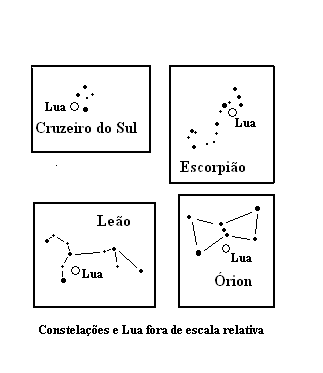 Lua
Cruzeiro do Sul
Lua
Escorpião
Leão
Lua
Lua
Órion
Constelações e Lua fora de escala relativa